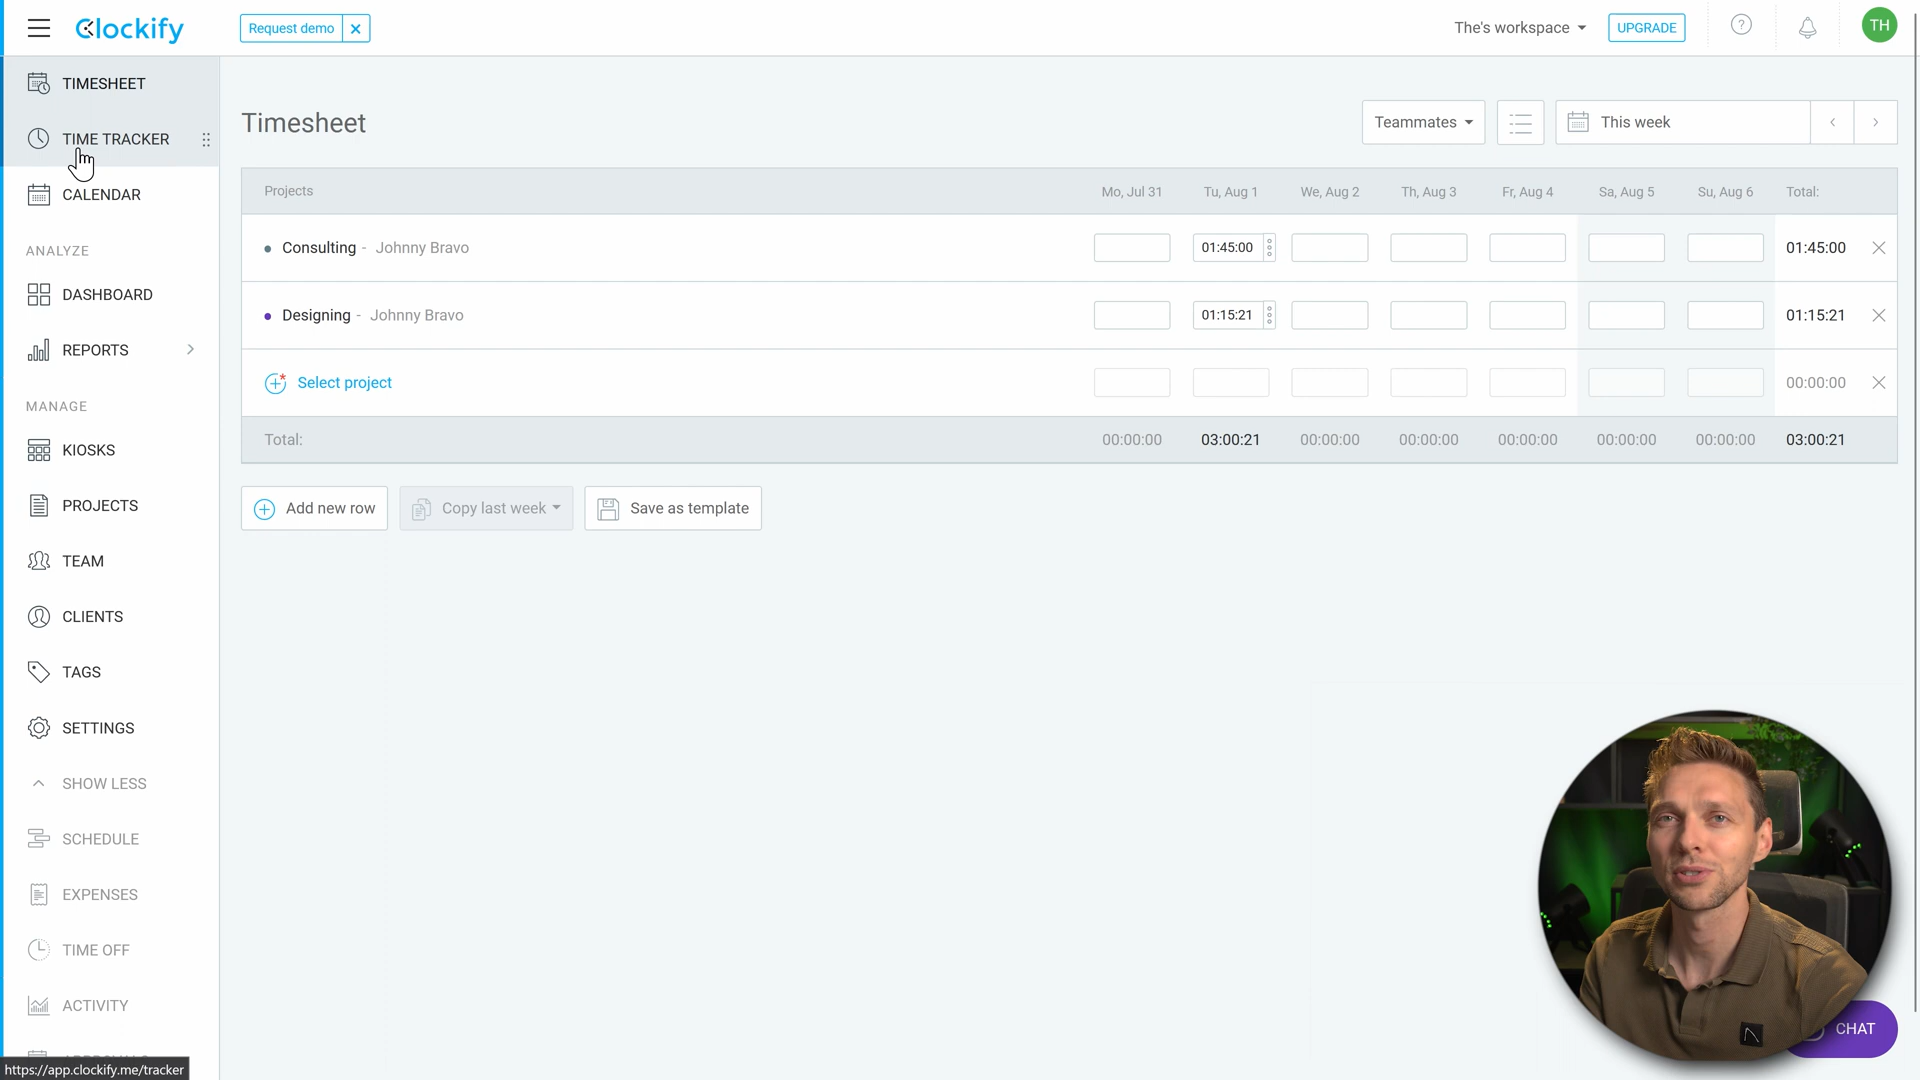 Clockify
Request demo
The's workspace
UPGRADE
?
TH
TIMESHEET
TIME TRACKER
CALENDAR
ANALYZE
DASHBOARD
REPORTS
MANAGE
KIOSKS
PROJECTS
TEAM
CLIENTS
TAGS
SETTINGS
SHOW LESS
SCHEDULE
EXPENSES
TIME OFF
ACTIVITY
https://app.clockify.me/tracker
Timesheet
Teammates
This week
Projects Mo, Jul 31 Tu, Aug 1 We, Aug 2 Th, Aug 3 Fr, Aug 4 Sa, Aug 5 Su, Aug 6 Total:
Consulting - Johnny Bravo 01:45:00 01:45:00
Designing - Johnny Bravo 01:15:21 01:15:21
Select project* 00:00:00
Total: 00:00:00 03:00:21 00:00:00 00:00:00 00:00:00 00:00:00 00:00:00 03:00:21
Add new row
Copy last week
Save as template
CHAT